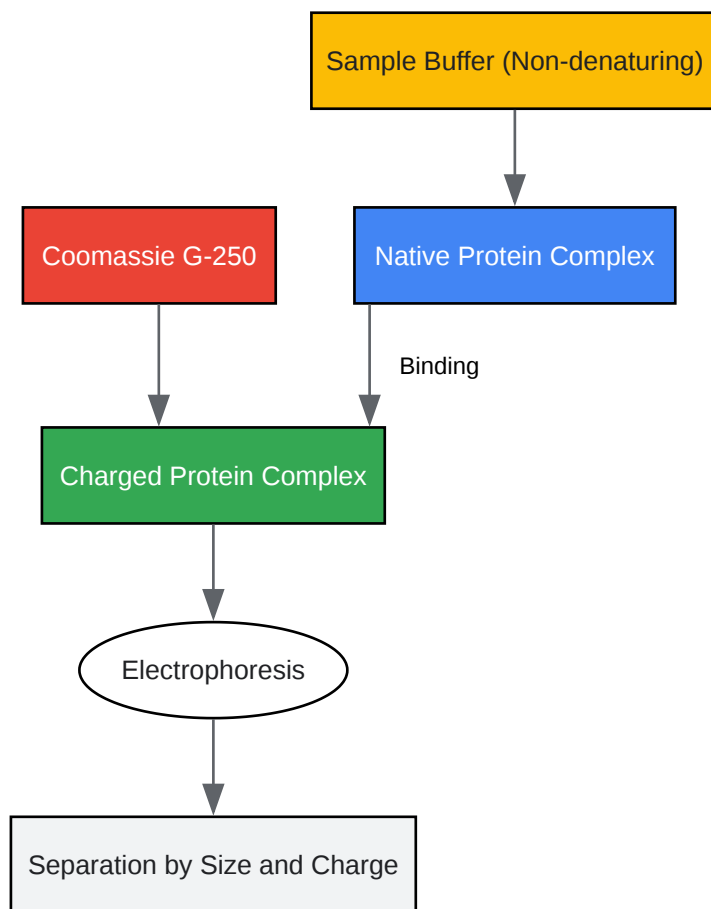 Sample Buffer (Non-denaturing)
Coomassie G-250
Native Protein Complex
Binding
Charged Protein Complex
Electrophoresis
Separation by Size and Charge